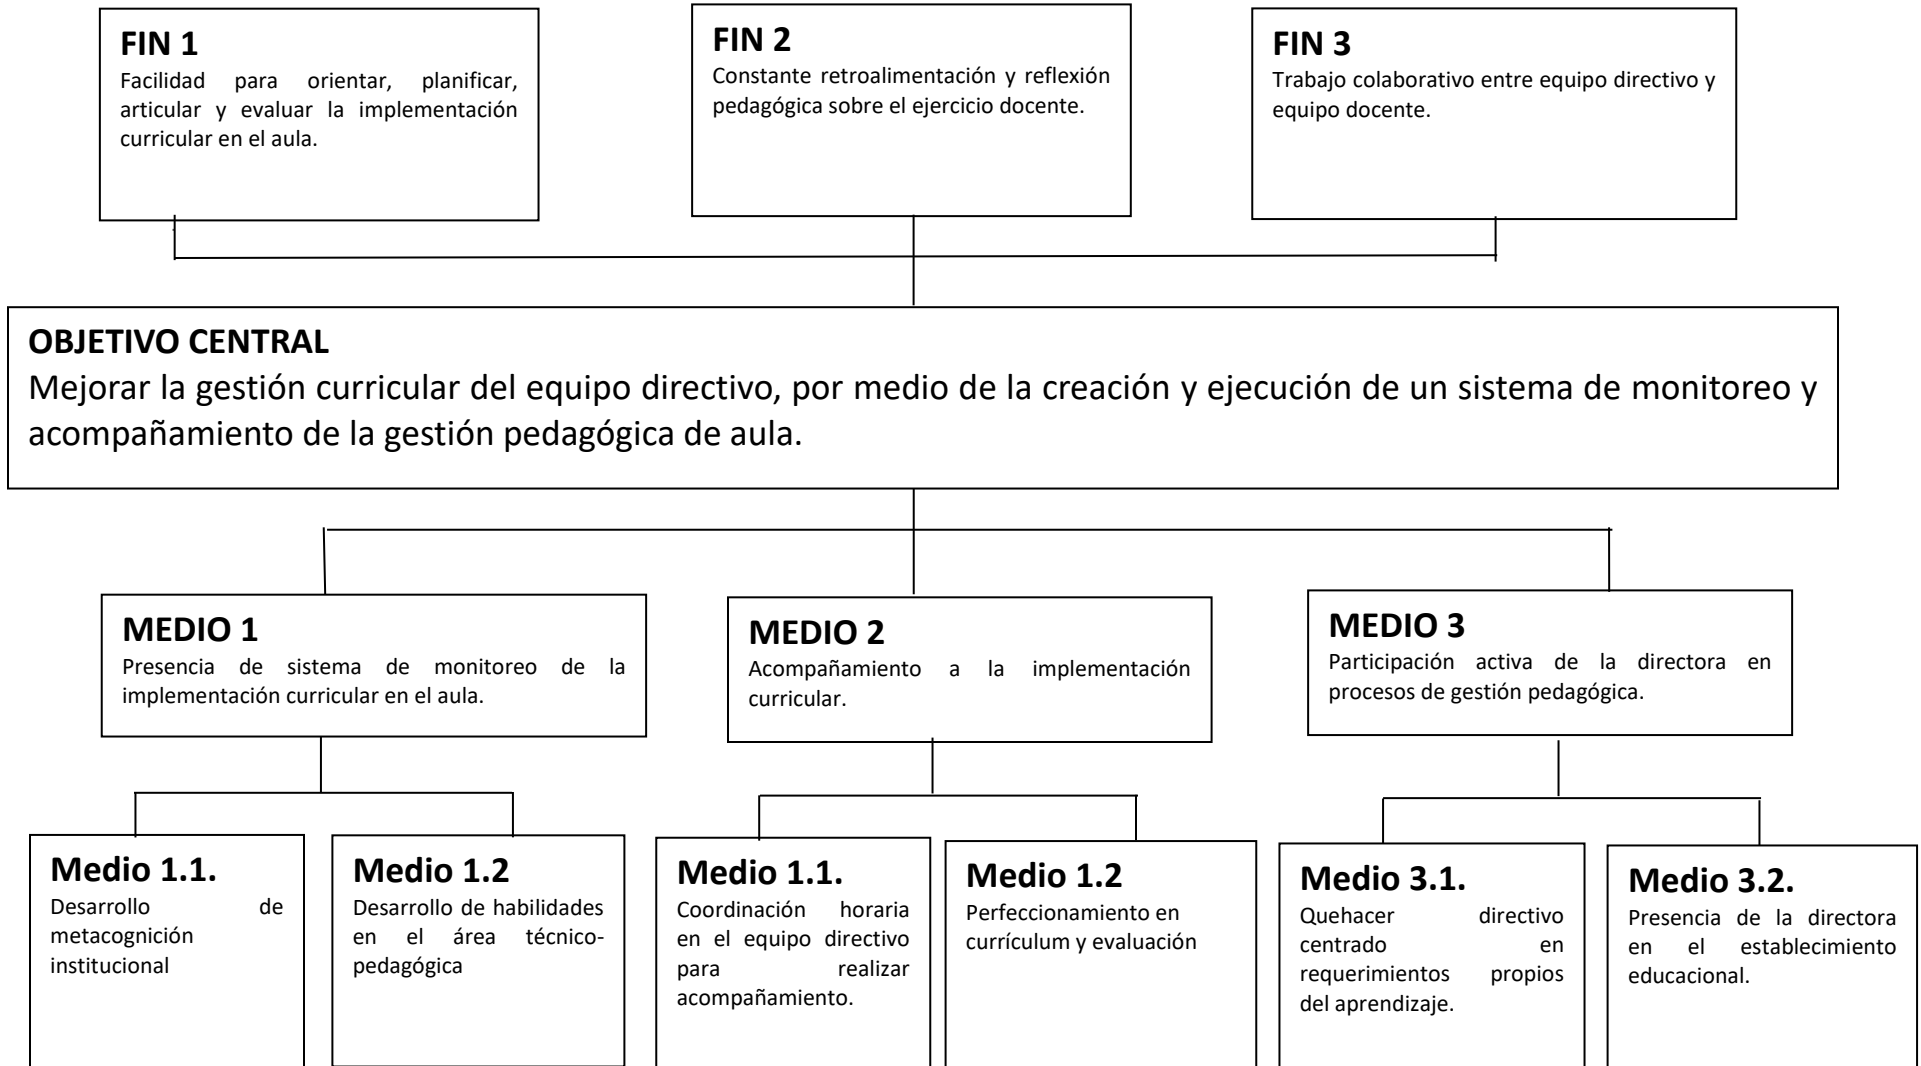 FIN 1
Facilidad para orientar, planificar,
articular y evaluar la implementación
curricular en el aula.
FIN 2
Constante retroalimentación y reflexión
pedagógica sobre el ejercicio docente.
FIN 3
Trabajo colaborativo entre equipo directivo y
equipo docente.
OBJETIVO CENTRAL
Mejorar la gestión curricular del equipo directivo, por medio de la creación y ejecución de un sistema de monitoreo y
acompañamiento de la gestión pedagógica de aula.
MEDIO 1
Presencia de sistema de monitoreo de la
implementación curricular en el aula.
MEDIO 2
Acompañamiento a la implementación
curricular.
MEDIO 3
Participación activa de la directora en
procesos de gestión pedagógica.
Medio 1.1.
Desarrollo de
metacognición
institucional
Medio 1.2
Desarrollo de habilidades
en el área técnico-
pedagógica
Medio 1.1.
Coordinación horaria
en el equipo directivo
para realizar
acompañamiento.
Medio 1.2
Perfeccionamiento en
currículum y evaluación
Medio 3.1.
Quehacer directivo
centrado en
requerimientos propios
del aprendizaje.
Medio 3.2.
Presencia de la directora
en el establecimiento
educacional.